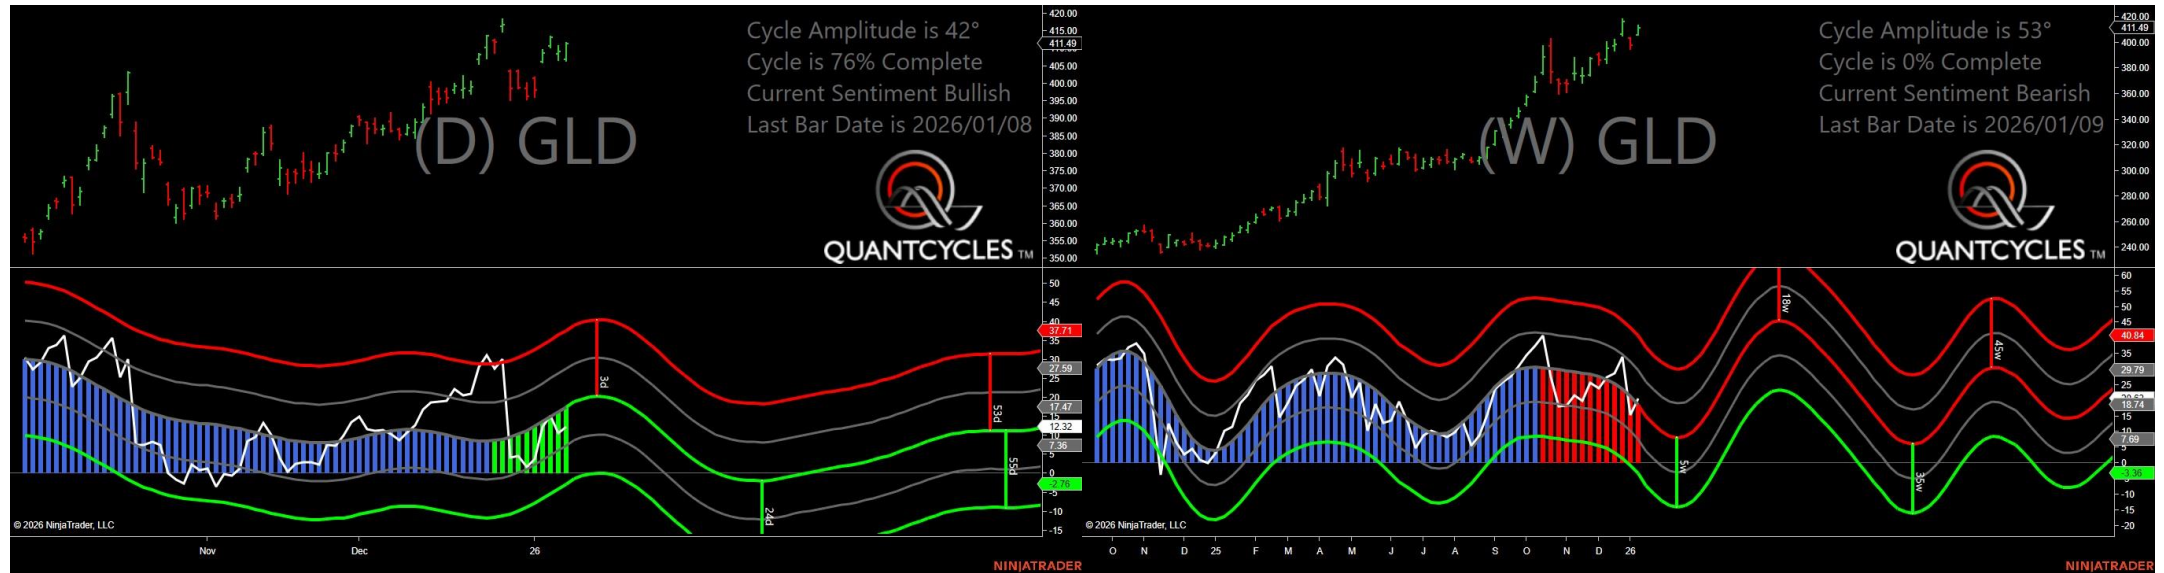 Cycle Amplitude is 42°
Cycle is 76% Complete
Current Sentiment Bullish
Last Bar Date is 2026/01/08
(D) GLD
QUANTCYCLES TM
420.00
415.00
411.49
405.00
400.00
395.00
390.00
385.00
380.00
375.00
370.00
365.00
360.00
355.00
350.00
50
45
40
37.71
35
30
27.59
25
20
17.47
15
12.32
10
7.36
5
0
-2.76
-5
-10
-15
3d
24d
53d
55d
© 2026 NinjaTrader, LLC
Nov
Dec
26
NINJATRADER
Cycle Amplitude is 53°
Cycle is 0% Complete
Current Sentiment Bearish
Last Bar Date is 2026/01/09
(W) GLD
QUANTCYCLES TM
420.00
411.49
400.00
380.00
360.00
340.00
320.00
300.00
280.00
260.00
240.00
60
55
50
45
40.84
35
29.79
25
18.74
15
7.69
0
-3.36
-10
-15
-20
5w
18w
35w
45w
© 2026 NinjaTrader, LLC
O N D 25 F M A M J J A S O N D 26
NINJATRADER